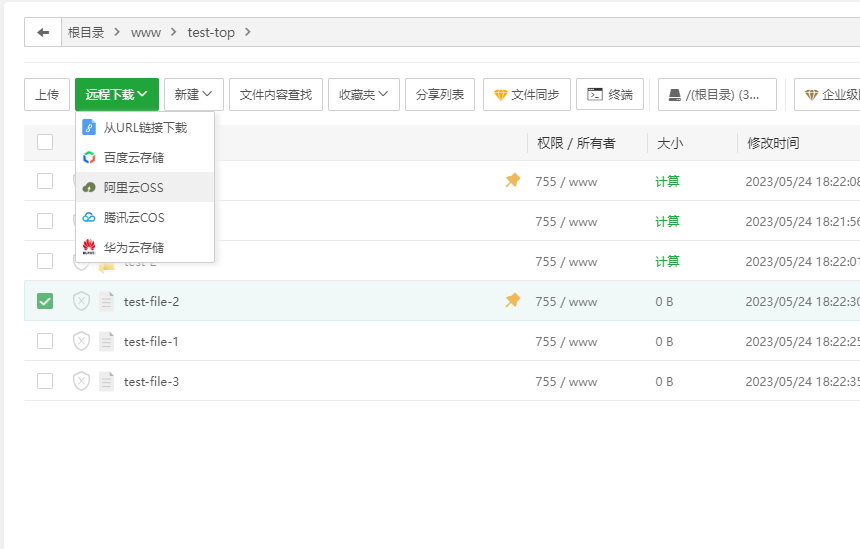 根目录 > www > test-top >
上传 远程下载 新建 文件内容查找 收藏夹 分享列表 文件同步 终端 /(根目录) (3... 企业级
从URL链接下载
权限 / 所有者 大小 修改时间
百度云存储
755 / www 计算 2023/05/24 18:22:08
阿里云OSS
腾讯云COS
755 / www 计算 2023/05/24 18:21:56
华为云存储
755 / www 计算 2023/05/24 18:22:01
test-file-2 755 / www 0 B 2023/05/24 18:22:30
test-file-1 755 / www 0 B 2023/05/24 18:22:25
test-file-3 755 / www 0 B 2023/05/24 18:22:35